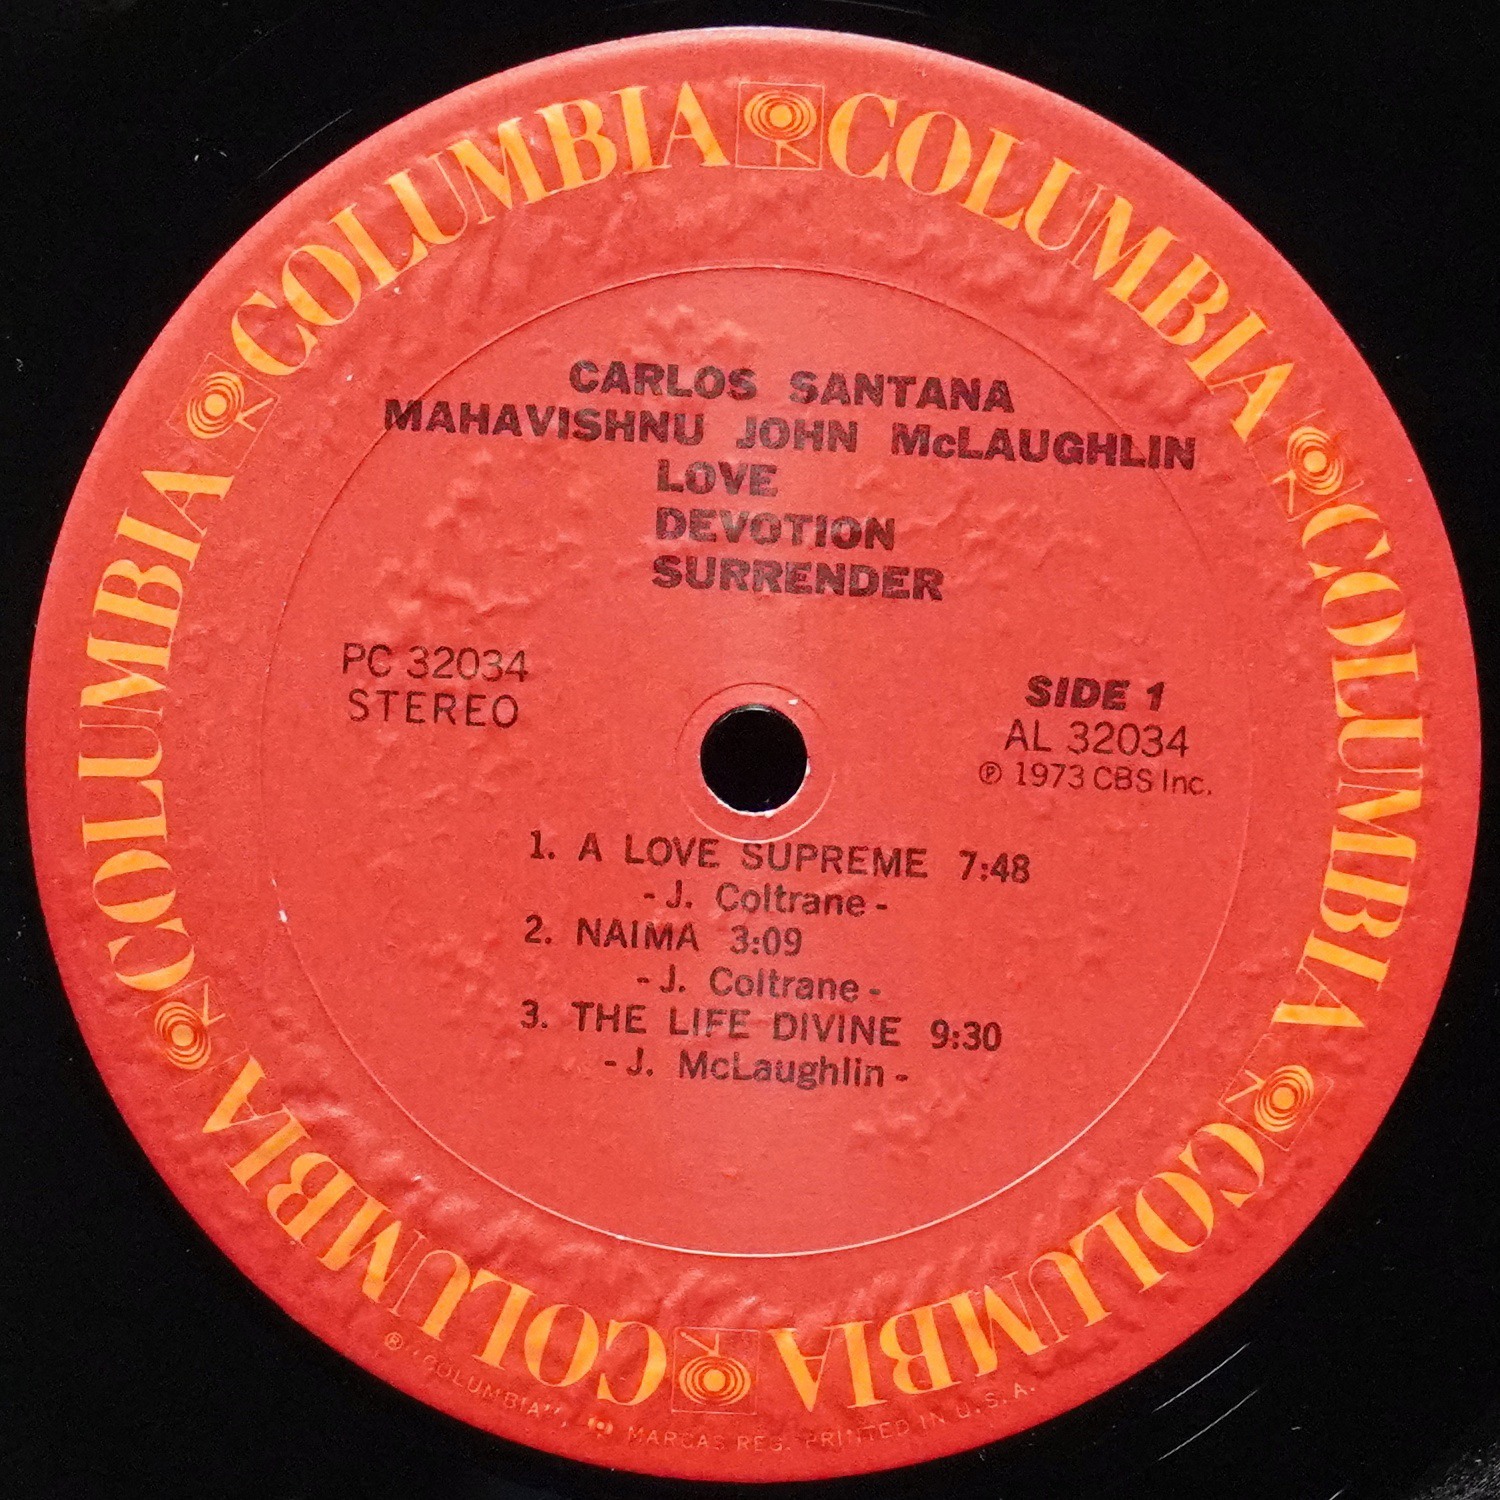 COLUMBIA COLUMBIA COLUMBIA COLUMBIA COLUMBIA COLUMBIA
CARLOS SANTANA
MAHAVISHNU JOHN McLAUGHLIN
LOVE
DEVOTION
SURRENDER
PC 32034
STEREO
SIDE 1
AL 32034
℗ 1973 CBS Inc.
1. A LOVE SUPREME 7:48
- J. Coltrane -
2. NAIMA 3:09
- J. Coltrane -
3. THE LIFE DIVINE 9:30
- J. McLaughlin -
® "COLUMBIA", MARCAS REG. PRINTED IN U.S.A.